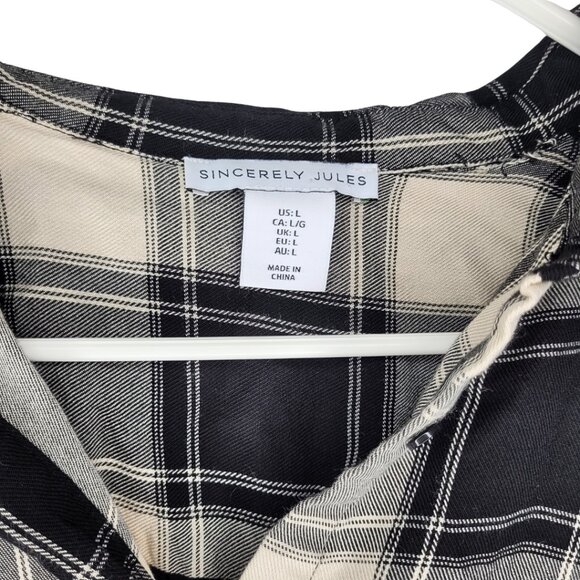 SINCERELY JULES
US: L
CA: L/G
UK: L
EU: L
AU: L
MADE IN
CHINA